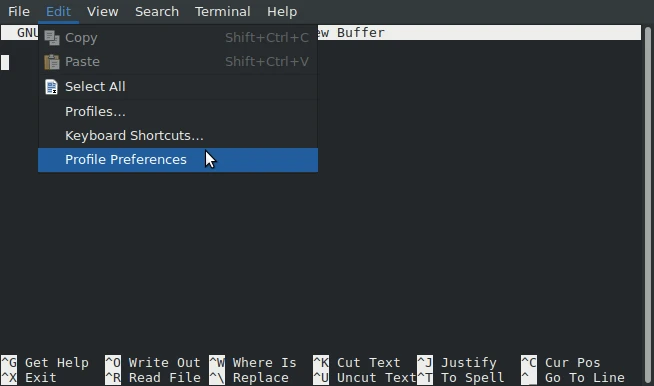 File Edit View Search Terminal Help
GNU
ew Buffer
Copy Shift+Ctrl+C
Paste Shift+Ctrl+V
Select All
Profiles...
Keyboard Shortcuts...
Profile Preferences
^G Get Help ^O Write Out ^W Where Is ^K Cut Text ^J Justify ^C Cur Pos
^X Exit ^R Read File ^\ Replace ^U Uncut Text ^T To Spell ^_ Go To Line